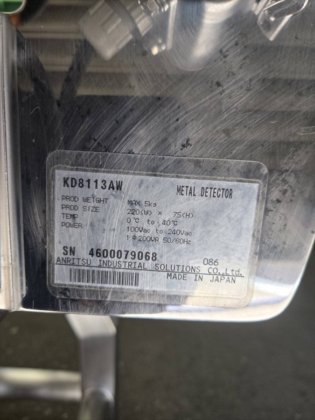 KD8113AW METAL DETECTOR
PROD WEIGHT MAX 5kg
PROD SIZE 220(W) × 75(H)
TEMP 0°C to 40°C
POWER 100Vac to 240Vac
1Φ 200VA 50/60Hz
SN 4600079068 086
ANRITSU INDUSTRIAL SOLUTIONS CO.,Ltd.
MADE IN JAPAN